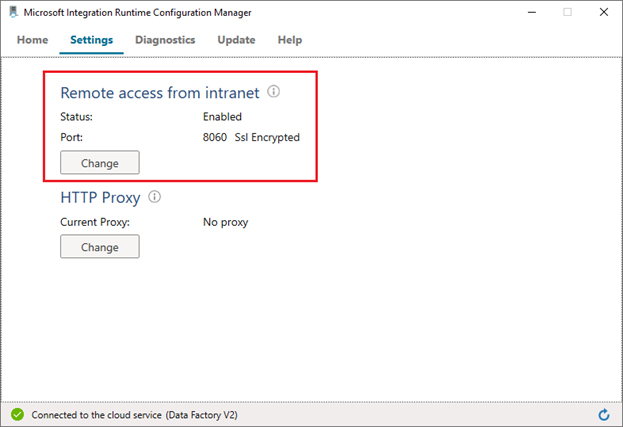 Microsoft Integration Runtime Configuration Manager
Home Settings Diagnostics Update Help
Remote access from intranet
Status: Enabled
Port: 8060 Ssl Encrypted
Change
HTTP Proxy
Current Proxy: No proxy
Change
Connected to the cloud service (Data Factory V2)